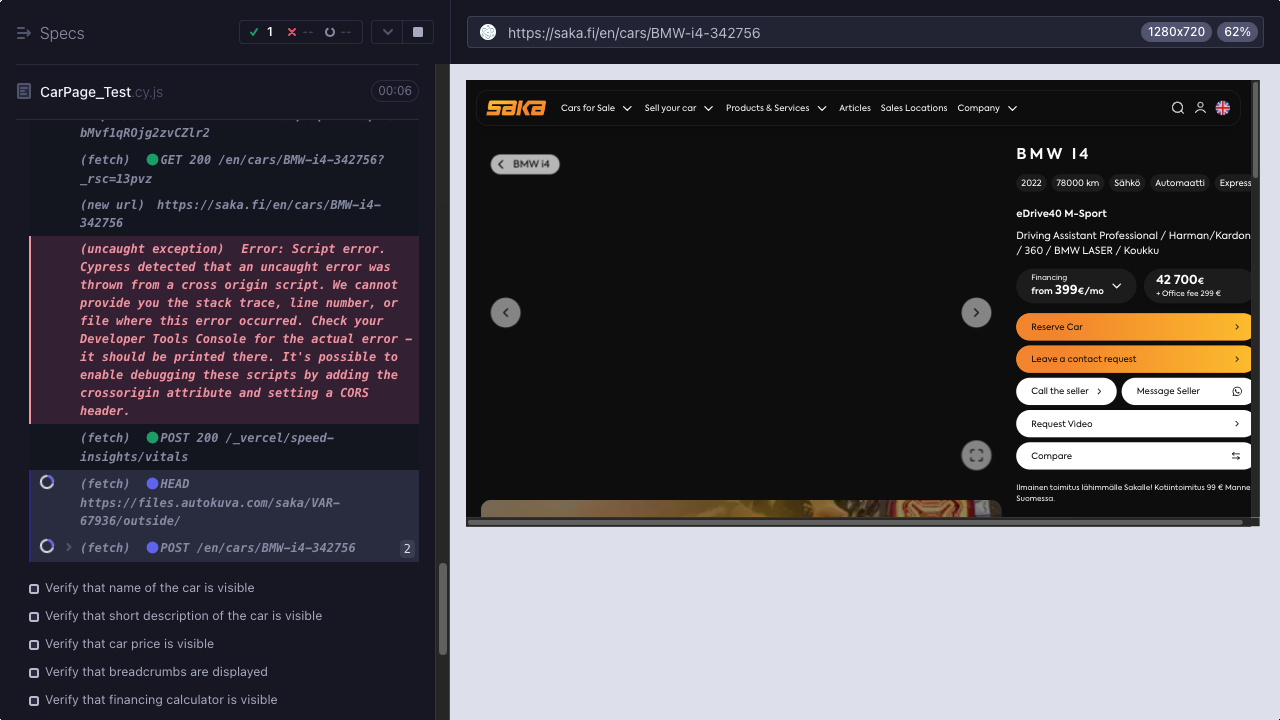 Specs
1
--
--
CarPage_Test.cy.js
00:06
bMvf1qROjg2zvCZlr2
(fetch) GET 200 /en/cars/BMW-i4-342756?
_rsc=13pvz
(new url) https://saka.fi/en/cars/BMW-i4-
342756
(uncaught exception) Error: Script error.
Cypress detected that an uncaught error was
thrown from a cross origin script. We cannot
provide you the stack trace, line number, or
file where this error occurred. Check your
Developer Tools Console for the actual error –
it should be printed there. It's possible to
enable debugging these scripts by adding the
crossorigin attribute and setting a CORS
header.
(fetch) POST 200 /_vercel/speed-
insights/vitals
(fetch) HEAD
https://files.autokuva.com/saka/VAR-
67936/outside/
(fetch) POST /en/cars/BMW-i4-342756
2
Verify that name of the car is visible
Verify that short description of the car is visible
Verify that car price is visible
Verify that breadcrumbs are displayed
Verify that financing calculator is visible
https://saka.fi/en/cars/BMW-i4-342756
1280x720
62%
saka
Cars for Sale
Sell your car
Products & Services
Articles
Sales Locations
Company
BMW i4
BMW I4
2022
78000 km
Sähkö
Automaatti
Express
eDrive40 M-Sport
Driving Assistant Professional / Harman/Kardon
/ 360 / BMW LASER / Koukku
Financing
from 399€/mo
42 700€
+ Office fee 299 €
Reserve Car
Leave a contact request
Call the seller
Message Seller
Request Video
Compare
Ilmainen toimitus lähimmälle Sakalle! Kotiintoimitus 99 € Manne
Suomessa.